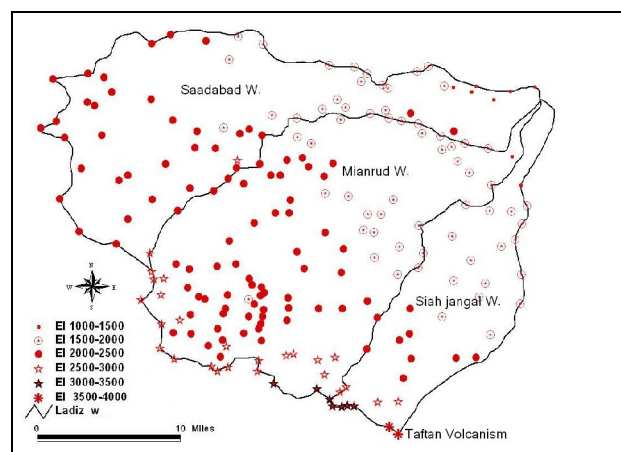 Saadabad W.
Mianrud W.
Siah jangal W.
N
W E
S
El 1000-1500
El 1500-2000
El 2000-2500
El 2500-3000
El 3000-3500
El 3500-4000
Ladiz w
0 10 Miles
Taftan Volcanism